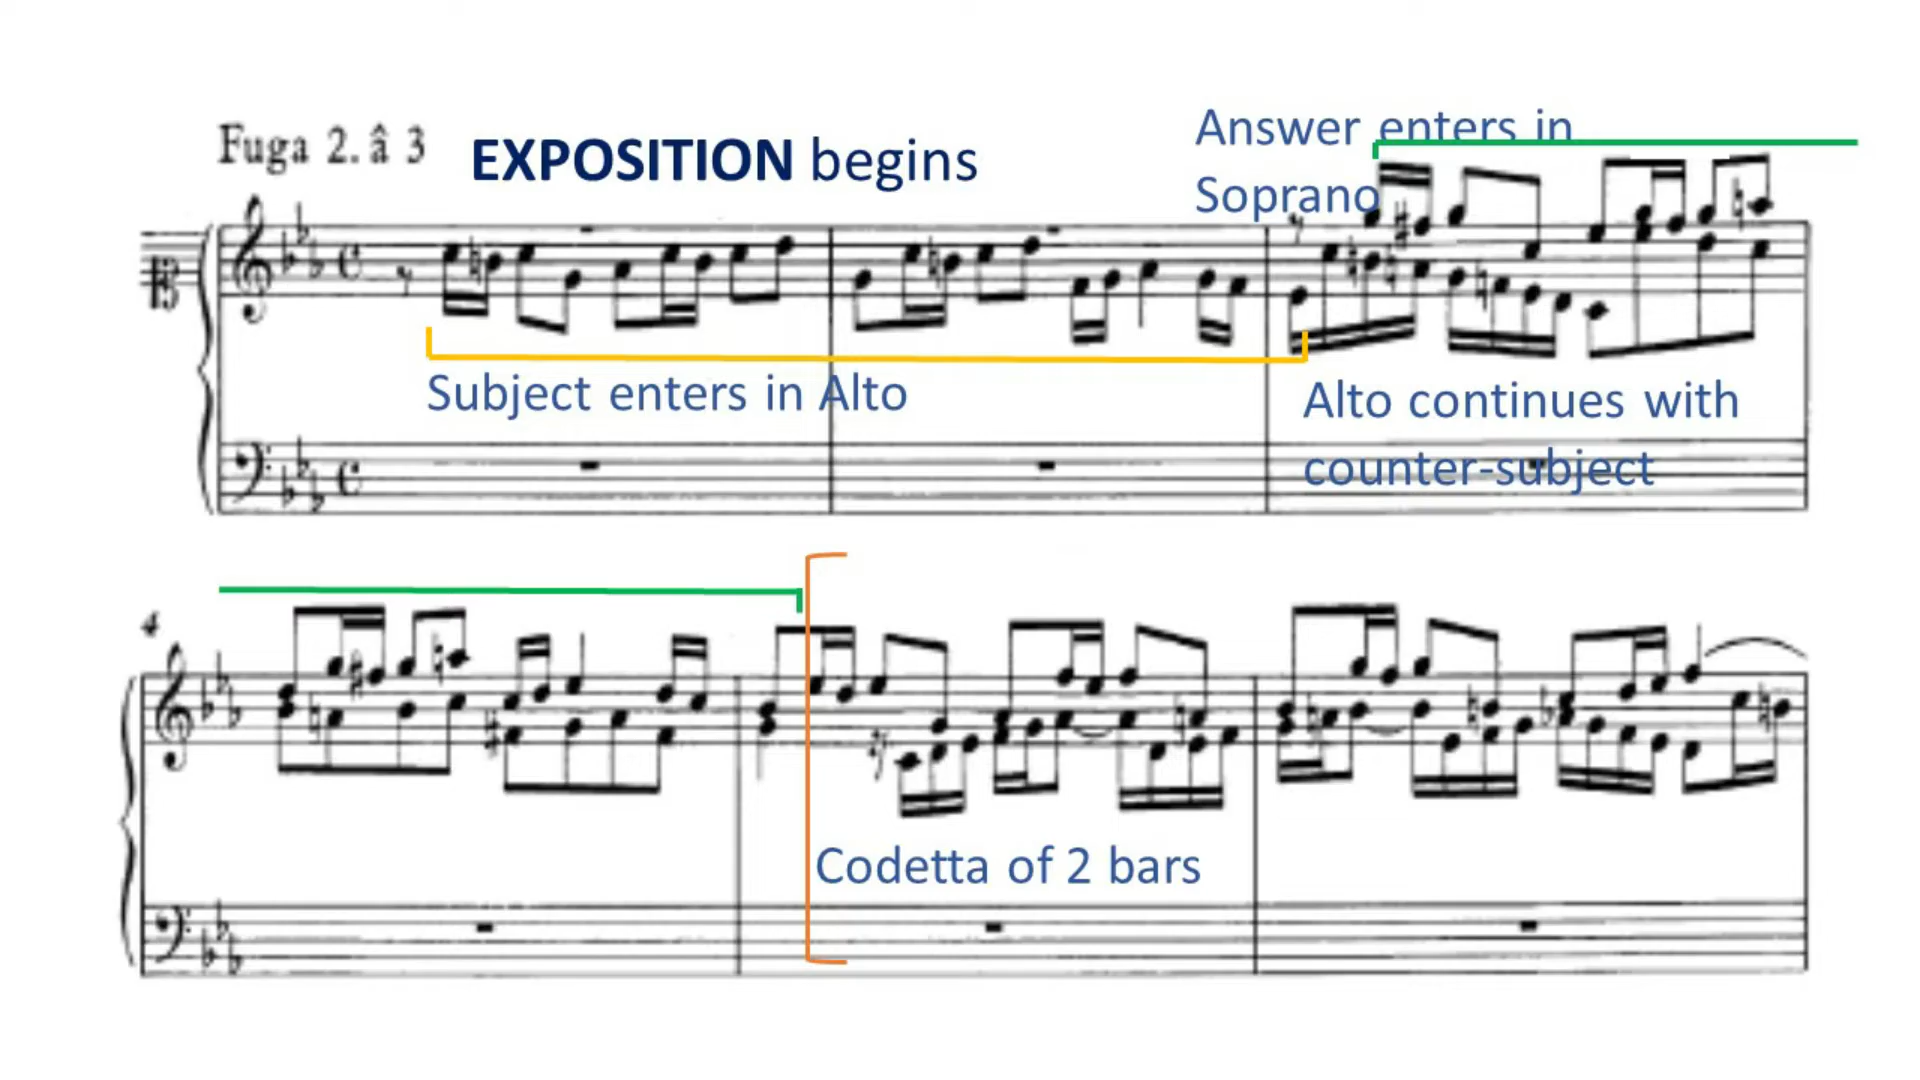 Fuga 2. â 3
EXPOSITION begins
Answer enters in
Soprano
Subject enters in Alto
Alto continues with
counter-subject
4
Codetta of 2 bars